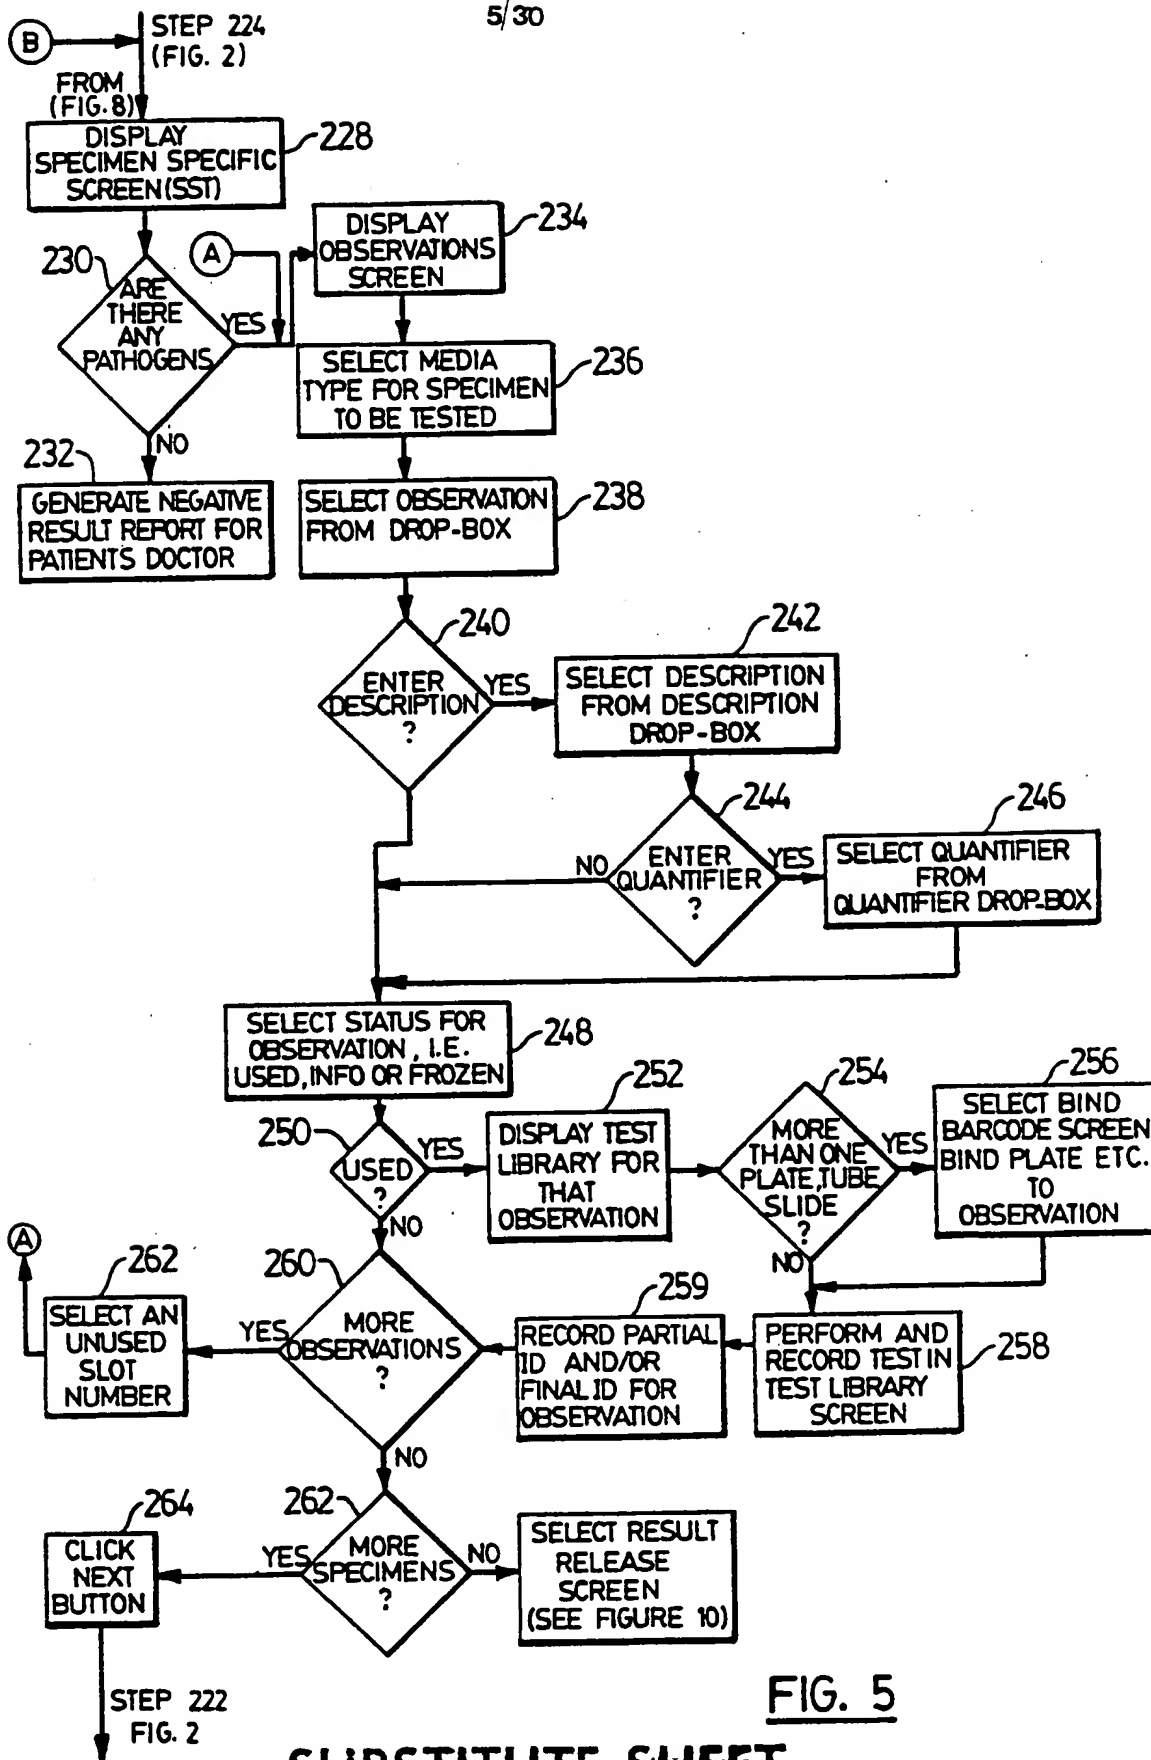 5/30
B
STEP 224
(FIG. 2)
FROM
(FIG.8)
DISPLAY
SPECIMEN SPECIFIC
SCREEN(SST)
228
230
ARE
THERE
ANY
PATHOGENS
YES
NO
A
DISPLAY
OBSERVATIONS
SCREEN
234
SELECT MEDIA
TYPE FOR SPECIMEN
TO BE TESTED
236
232
GENERATE NEGATIVE
RESULT REPORT FOR
PATIENT'S DOCTOR
SELECT OBSERVATION
FROM DROP-BOX
238
240
ENTER
DESCRIPTION
?
YES
242
SELECT DESCRIPTION
FROM DESCRIPTION
DROP-BOX
244
NO
ENTER
QUANTIFIER
?
YES
246
SELECT QUANTIFIER
FROM
QUANTIFIER DROP-BOX
SELECT STATUS FOR
OBSERVATION, I.E.
USED, INFO OR FROZEN
248
250
USED
?
YES
NO
252
DISPLAY TEST
LIBRARY FOR
THAT
OBSERVATION
254
MORE
THAN ONE
PLATE,TUBE,
SLIDE
?
YES
NO
256
SELECT BIND
BARCODE SCREEN
BIND PLATE ETC.
TO
OBSERVATION
A
262
SELECT AN
UNUSED
SLOT
NUMBER
260
YES
MORE
OBSERVATIONS
?
NO
259
RECORD PARTIAL
ID AND/OR
FINAL ID FOR
OBSERVATION
PERFORM AND
RECORD TEST IN
TEST LIBRARY
SCREEN
258
264
CLICK
NEXT
BUTTON
262
YES
MORE
SPECIMENS
?
NO
SELECT RESULT
RELEASE
SCREEN
(SEE FIGURE 10)
STEP 222
FIG. 2
FIG. 5
SUBSTITUTE SHEET